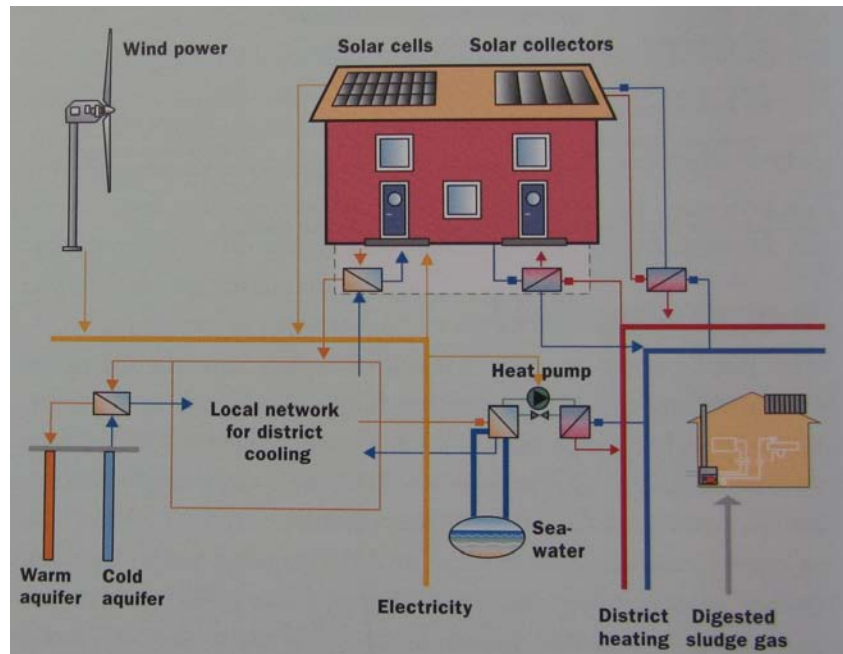 Wind power
Solar cells
Solar collectors
Heat pump
Local network
for district
cooling
Sea-
water
Warm
aquifer
Cold
aquifer
Electricity
District
heating
Digested
sludge gas